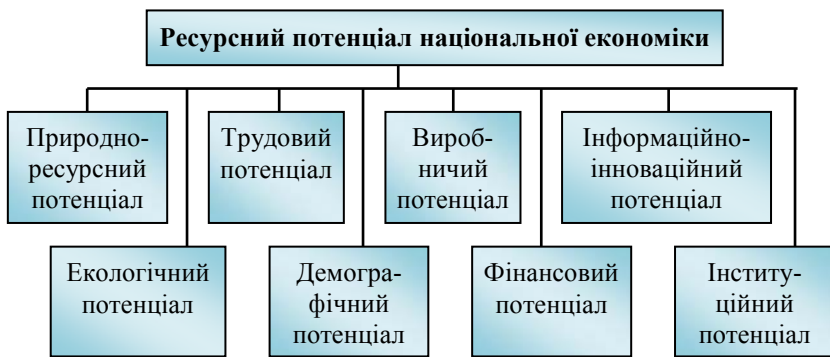 Ресурсний потенціал національної економіки
Природно-
ресурсний
потенціал
Трудовий
потенціал
Вироб-
ничий
потенціал
Інформаційно-
інноваційний
потенціал
Екологічний
потенціал
Демогра-
фічний
потенціал
Фінансовий
потенціал
Інститу-
ційний
потенціал